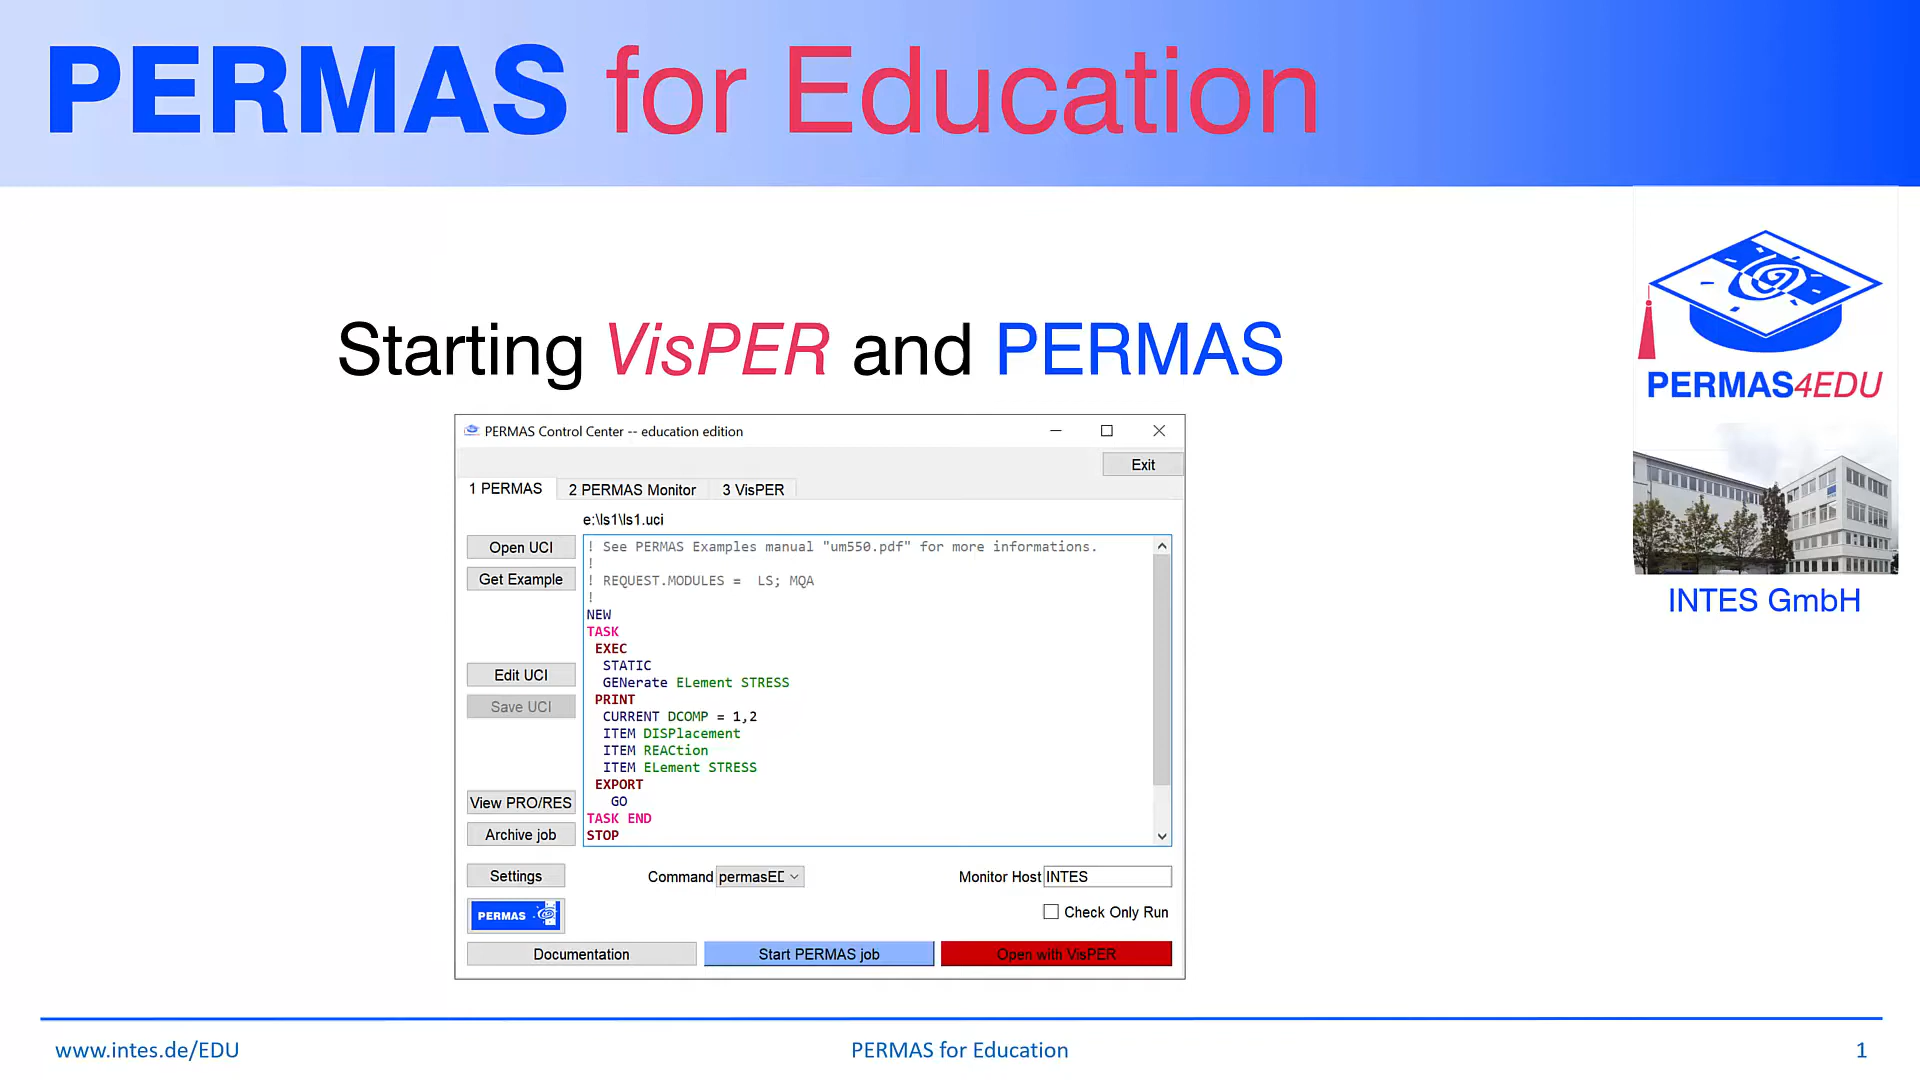 PERMAS for Education
Starting VisPER and PERMAS
PERMAS4EDU
INTES GmbH
PERMAS Control Center -- education edition
Exit
1 PERMAS 2 PERMAS Monitor 3 VisPER
e:\ls1\ls1.uci
Open UCI
Get Example
Edit UCI
Save UCI
View PRO/RES
Archive job
! See PERMAS Examples manual "um550.pdf" for more informations.
!
! REQUEST.MODULES = LS; MQA
!
NEW
TASK
EXEC
STATIC
GENerate ELement STRESS
PRINT
CURRENT DCOMP = 1,2
ITEM DISPlacement
ITEM REACtion
ITEM ELement STRESS
EXPORT
GO
TASK END
STOP
Settings Command permasED Monitor Host INTES
PERMAS Check Only Run
Documentation Start PERMAS job Open with VisPER
www.intes.de/EDU PERMAS for Education 1